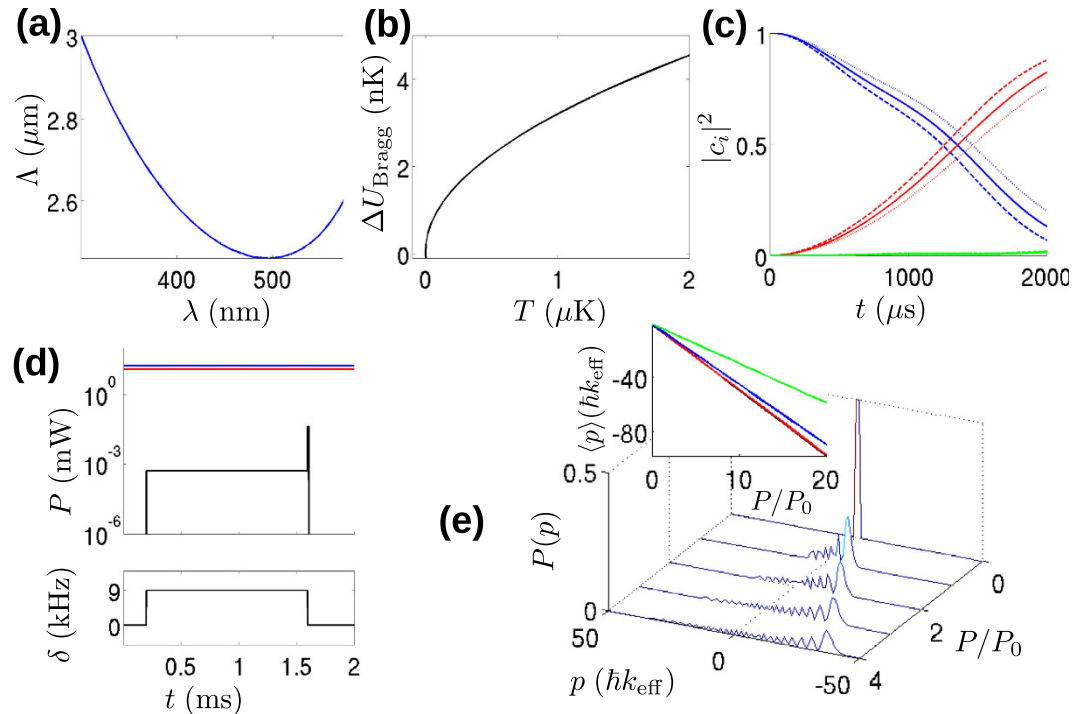 (a)
3
2.8
2.6
Λ (μm)
400
500
λ (nm)
(b)
4
2
0
ΔU_Bragg (nK)
0
1
2
T (μK)
(c)
1
0.5
1
|c_i|^2
0
1000
2000
t (μs)
(d)
10^0
10^-3
10^-6
P (mW)
9
0
δ (kHz)
0.5
1
1.6
2
t (ms)
(e)
-40
-80
⟨p⟩(ħk_eff)
0
10
20
P/P_0
0.5
0
P(p)
50
0
-50
p (ħk_eff)
0
2
4
P/P_0